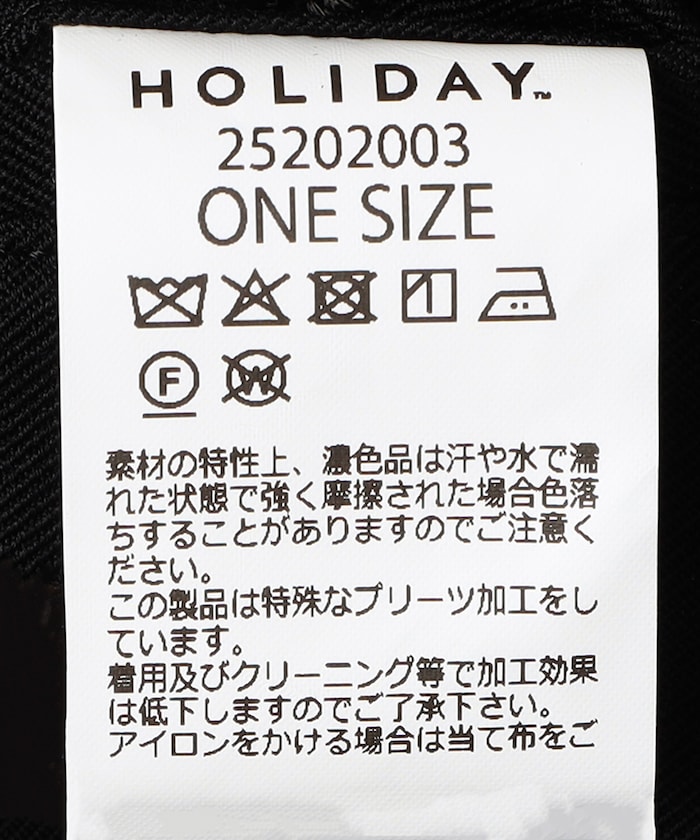 HOLIDAY™
25202003
ONE SIZE
F W
素材の特性上、濃色品は汗や水で濡
れた状態で強く摩擦された場合色落
ちすることがありますのでご注意く
ださい。
この製品は特殊なプリーツ加工をし
ています。
着用及びクリーニング等で加工効果
は低下しますのでご了承下さい。
アイロンをかける場合は当て布をご